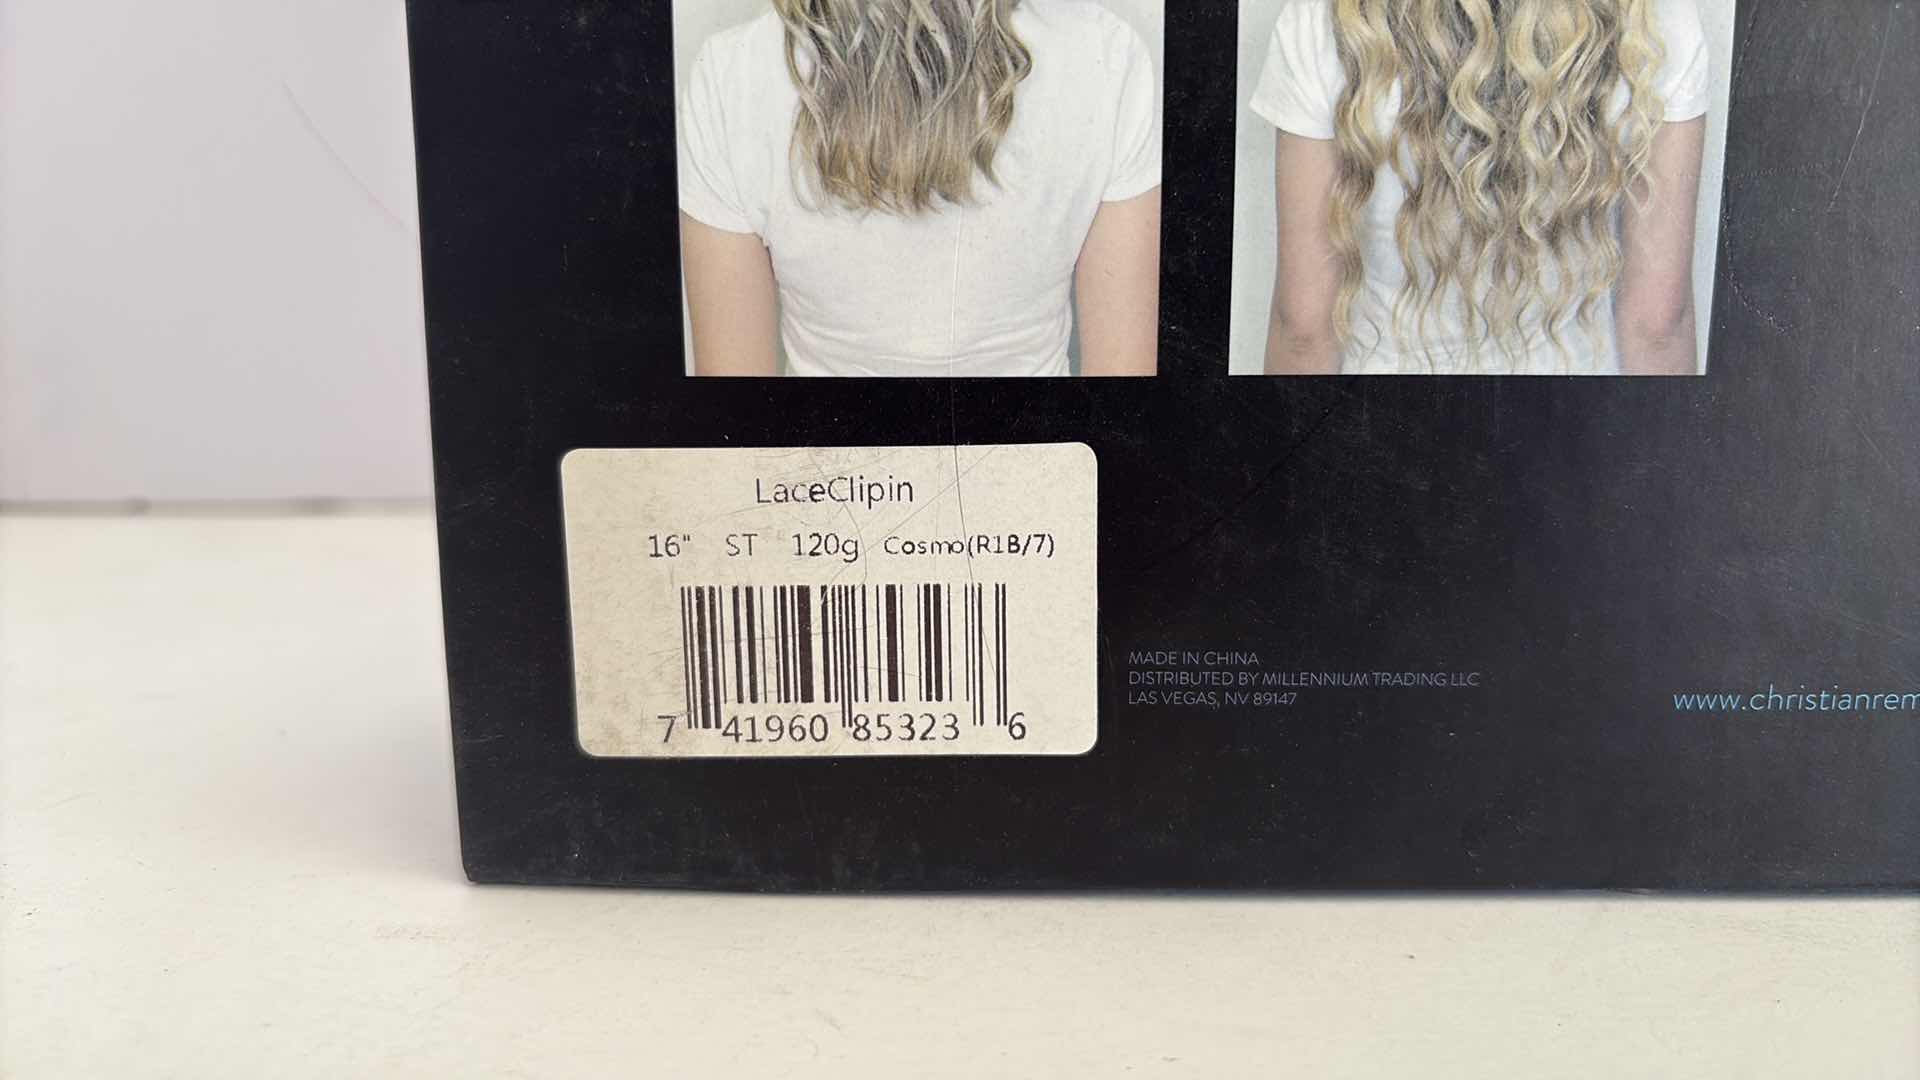 LaceClipin
16" ST 120g Cosmo(R1B/7)
7 41960 85323 6
MADE IN CHINA
DISTRIBUTED BY MILLENNIUM TRADING LLC
LAS VEGAS, NV 89147
www.christianrem